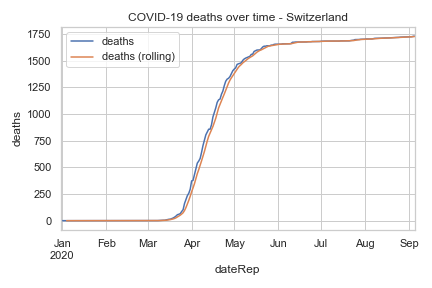 COVID-19 deaths over time - Switzerland
deaths
deaths (rolling)
1750
1500
1250
1000
750
500
250
0
deaths
Jan Feb Mar Apr May Jun Jul Aug Sep
2020
dateRep